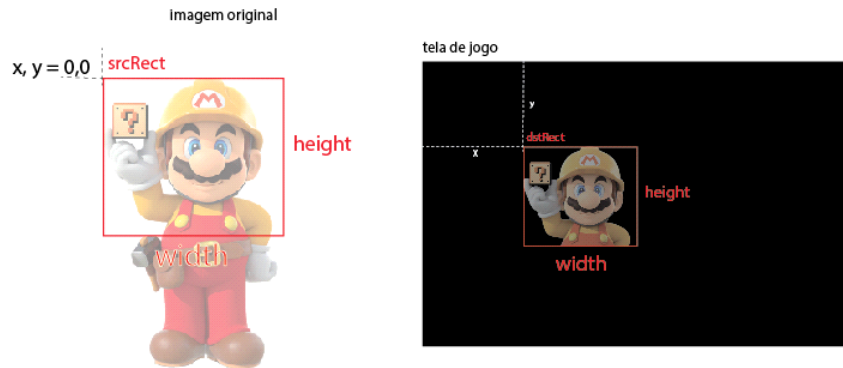 imagem original
x, y = 0,0
srcRect
M
?
height
width
tela de jogo
y
x
dstRect
M
?
height
width